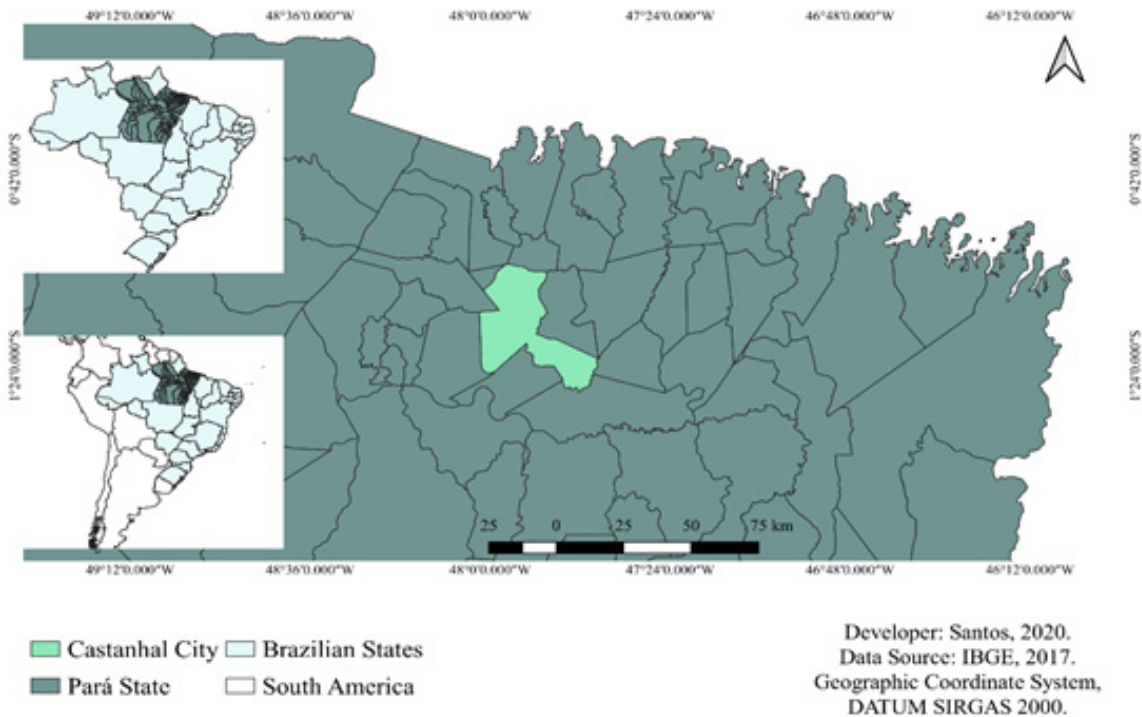 49°12'0.000"W 48°36'0.000"W 48°0'0.000"W 47°24'0.000"W 46°48'0.000"W 46°12'0.000"W
0°42'0.000"S 0°42'0.000"S
1°24'0.000"S 1°24'0.000"S
25 0 25 50 75 km
49°12'0.000"W 48°36'0.000"W 48°0'0.000"W 47°24'0.000"W 46°48'0.000"W 46°12'0.000"W
Castanhal City Brazilian States
Pará State South America
Developer: Santos, 2020.
Data Source: IBGE, 2017.
Geographic Coordinate System,
DATUM SIRGAS 2000.